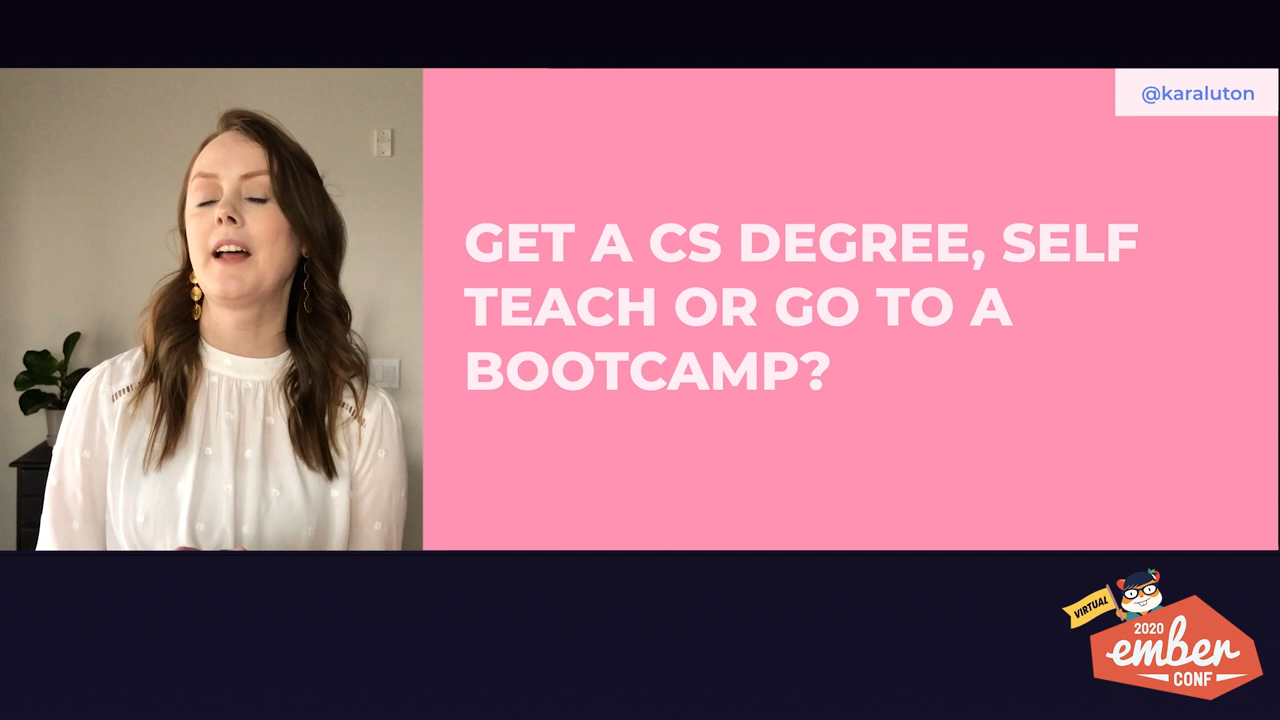 @karaluton
GET A CS DEGREE, SELF
TEACH OR GO TO A
BOOTCAMP?
VIRTUAL
2020
ember
CONF